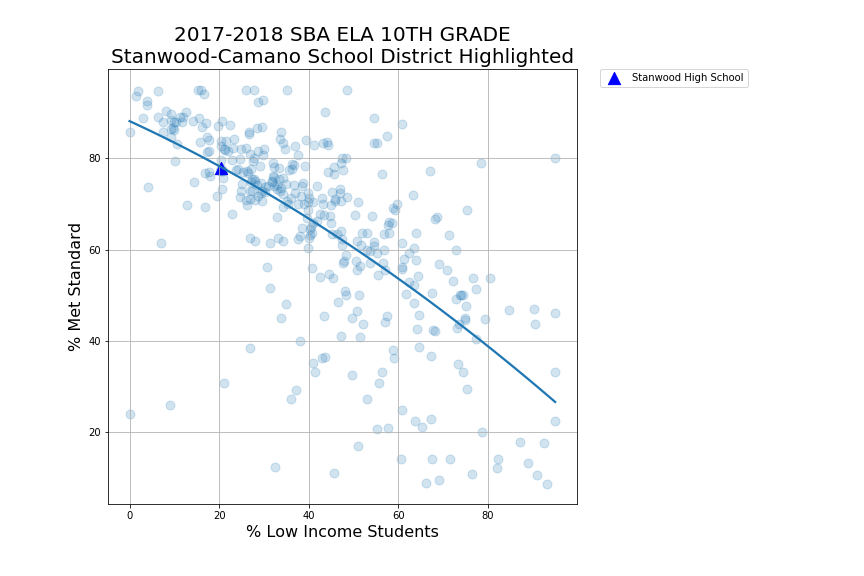 2017-2018 SBA ELA 10TH GRADE
Stanwood-Camano School District Highlighted
Stanwood High School
% Met Standard
80
60
40
20
0
20
40
60
80
% Low Income Students